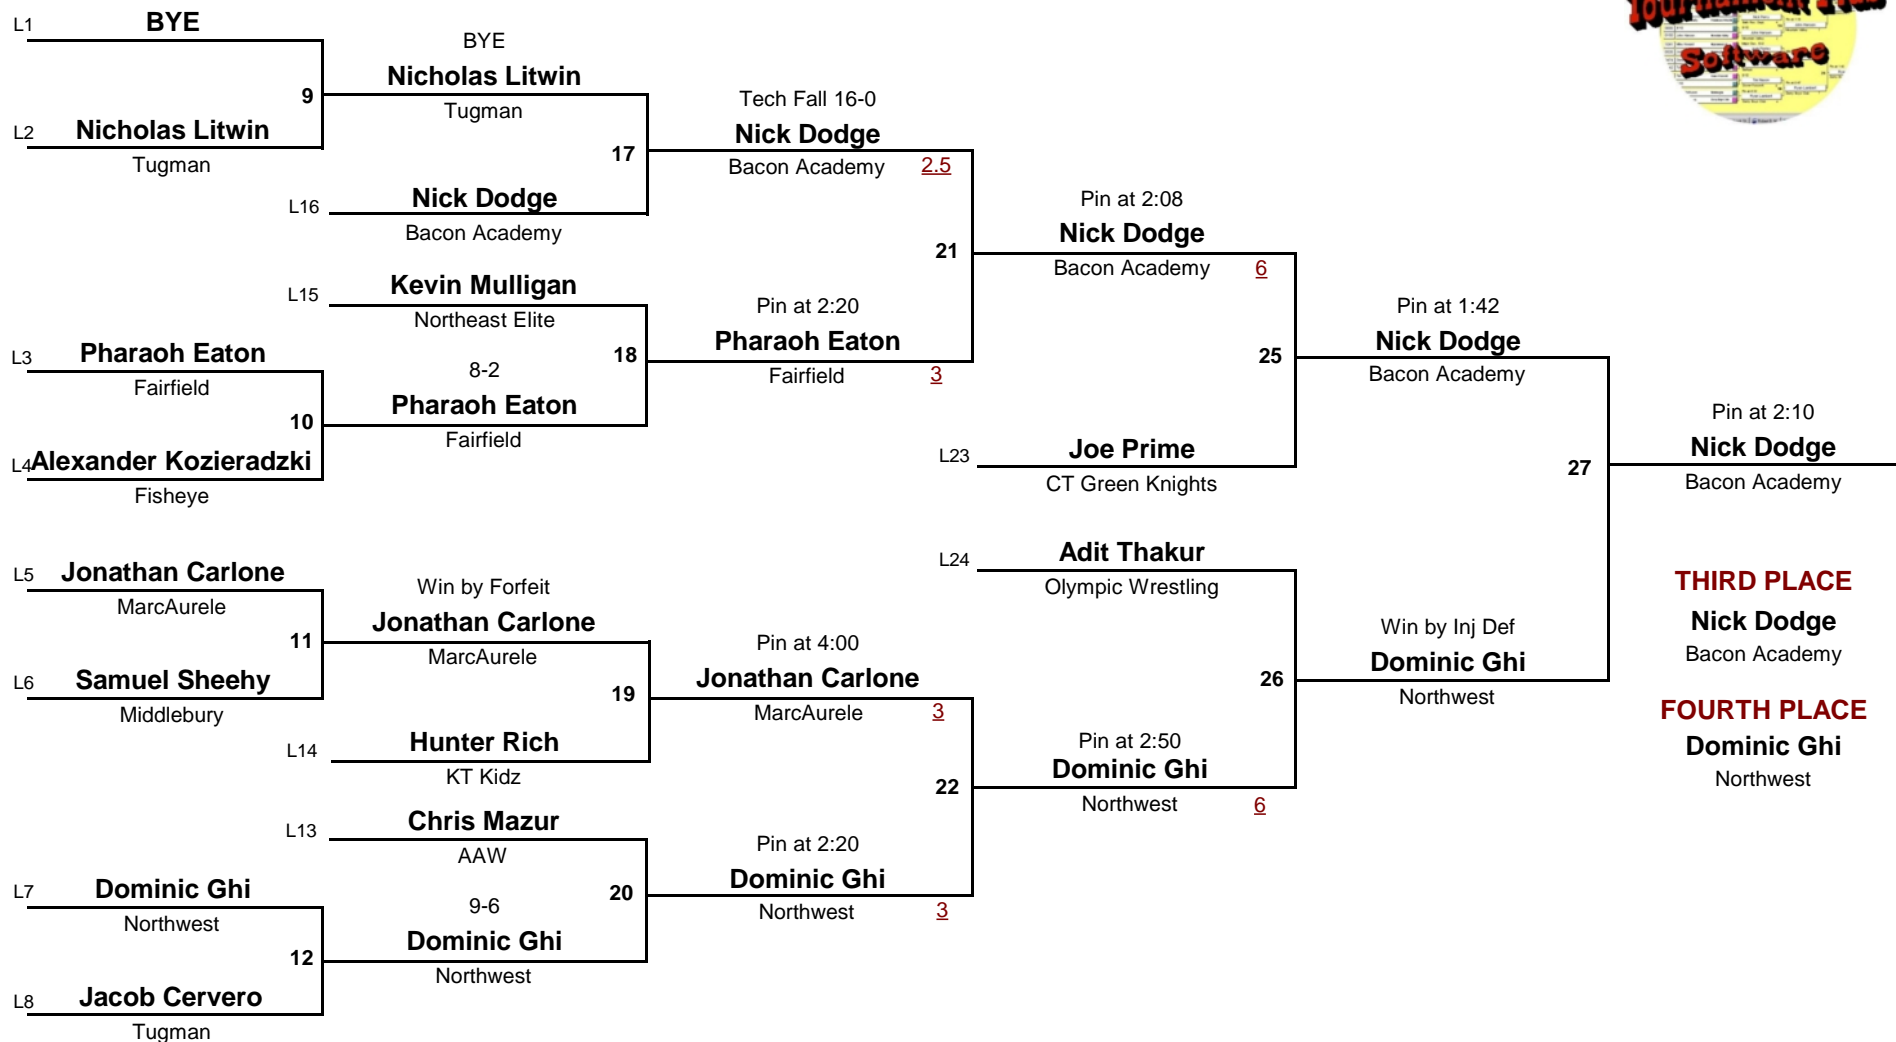 L1
BYE
9
L2
Nicholas Litwin
Tugman
BYE
Nicholas Litwin
Tugman
17
L16
Nick Dodge
Bacon Academy
Tech Fall 16-0
Nick Dodge
Bacon Academy 2.5
L15
Kevin Mulligan
Northeast Elite
18
L3
Pharaoh Eaton
Fairfield
10
L4 Alexander Kozieradzki
Fisheye
8-2
Pharaoh Eaton
Fairfield
Pin at 2:20
Pharaoh Eaton
Fairfield 3
21
Pin at 2:08
Nick Dodge
Bacon Academy 6
25
L23
Joe Prime
CT Green Knights
Pin at 1:42
Nick Dodge
Bacon Academy
27
Pin at 2:10
Nick Dodge
Bacon Academy
L5
Jonathan Carlone
MarcAurele
11
L6
Samuel Sheehy
Middlebury
Win by Forfeit
Jonathan Carlone
MarcAurele
19
L14
Hunter Rich
KT Kidz
Pin at 4:00
Jonathan Carlone
MarcAurele 3
L13
Chris Mazur
AAW
20
L7
Dominic Ghi
Northwest
12
L8
Jacob Cervero
Tugman
9-6
Dominic Ghi
Northwest
Pin at 2:20
Dominic Ghi
Northwest 3
22
L24
Adit Thakur
Olympic Wrestling
26
Pin at 2:50
Dominic Ghi
Northwest 6
Win by Inj Def
Dominic Ghi
Northwest
THIRD PLACE
Nick Dodge
Bacon Academy
FOURTH PLACE
Dominic Ghi
Northwest
Tournament Plus
Software